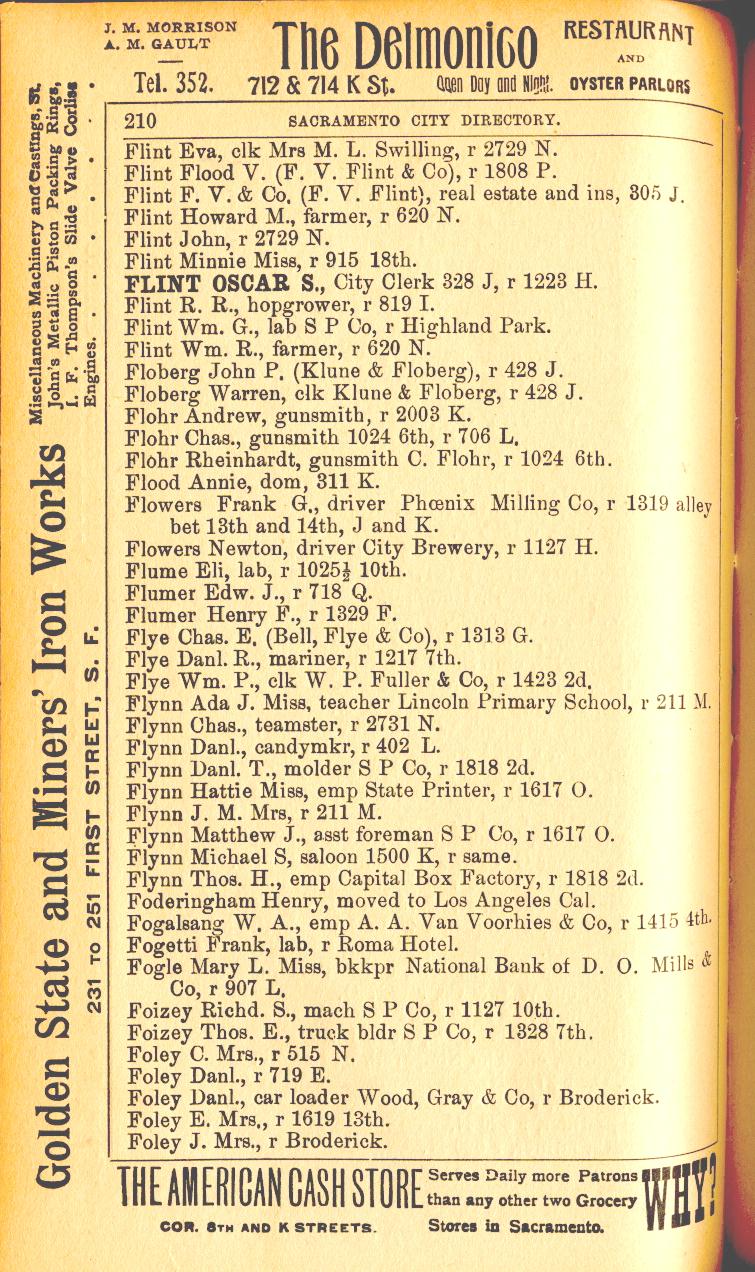 J. M. MORRISON
A. M. GAULT
Tel. 352.
The Delmonico
712 & 714 K St. Open Day and Night.
RESTAURANT
AND
OYSTER PARLORS
210 SACRAMENTO CITY DIRECTORY.
Flint Eva, clk Mrs M. L. Swilling, r 2729 N.
Flint Flood V. (F. V. Flint & Co), r 1808 P.
Flint F. V. & Co. (F. V. Flint), real estate and ins, 305 J.
Flint Howard M., farmer, r 620 N.
Flint John, r 2729 N.
Flint Minnie Miss, r 915 18th.
FLINT OSCAR S., City Clerk 328 J, r 1223 H.
Flint R. R., hopgrower, r 819 I.
Flint Wm. G., lab S P Co, r Highland Park.
Flint Wm. R., farmer, r 620 N.
Floberg John P. (Klune & Floberg), r 428 J.
Floberg Warren, clk Klune & Floberg, r 428 J.
Flohr Andrew, gunsmith, r 2003 K.
Flohr Chas., gunsmith 1024 6th, r 706 L.
Flohr Rheinhardt, gunsmith C. Flohr, r 1024 6th.
Flood Annie, dom, 311 K.
Flowers Frank G., driver Phœnix Milling Co, r 1319 alley
bet 13th and 14th, J and K.
Flowers Newton, driver City Brewery, r 1127 H.
Flume Eli, lab, r 1025½ 10th.
Flumer Edw. J., r 718 Q.
Flumer Henry F., r 1329 F.
Flye Chas. E. (Bell, Flye & Co), r 1313 G.
Flye Danl. R., mariner, r 1217 7th.
Flye Wm. P., clk W. P. Fuller & Co, r 1423 2d.
Flynn Ada J. Miss, teacher Lincoln Primary School, r 211 M.
Flynn Chas., teamster, r 2731 N.
Flynn Danl., candymkr, r 402 L.
Flynn Danl. T., molder S P Co, r 1818 2d.
Flynn Hattie Miss, emp State Printer, r 1617 O.
Flynn J. M. Mrs, r 211 M.
Flynn Matthew J., asst foreman S P Co, r 1617 O.
Flynn Michael S, saloon 1500 K, r same.
Flynn Thos. H., emp Capital Box Factory, r 1818 2d.
Foderingham Henry, moved to Los Angeles Cal.
Fogalsang W. A., emp A. A. Van Voorhies & Co, r 1415 4th.
Fogetti Frank, lab, r Roma Hotel.
Fogle Mary L. Miss, bkkpr National Bank of D. O. Mills &
Co, r 907 L.
Foizey Richd. S., mach S P Co, r 1127 10th.
Foizey Thos. E., truck bldr S P Co, r 1328 7th.
Foley C. Mrs., r 515 N.
Foley Danl., r 719 E.
Foley Danl., car loader Wood, Gray & Co, r Broderick.
Foley E. Mrs., r 1619 13th.
Foley J. Mrs., r Broderick.
Golden State and Miners' Iron Works
231 TO 251 FIRST STREET, S. F.
Miscellaneous Machinery and Castings, St.
John's Metallic Piston Packing Rings,
I. F. Thompson's Slide Valve Corliss
Engines. . . . . . . .
THE AMERICAN CASH STORE
COR. 8TH AND K STREETS.
Serves Daily more Patrons
than any other two Grocery
Stores in Sacramento.
WHY?